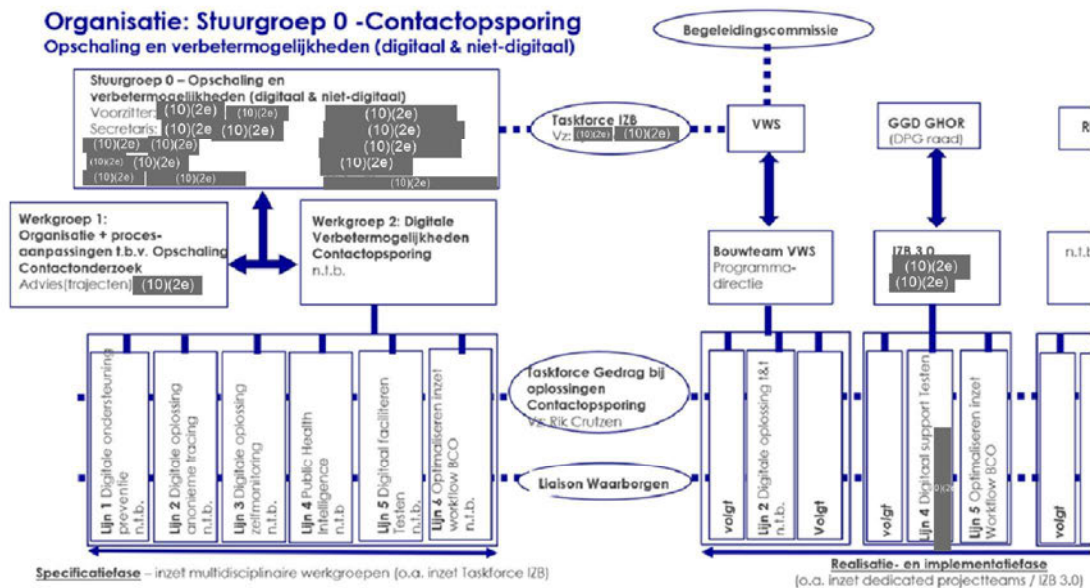 Organisatie: Stuurgroep 0 -Contactopsporing
Opschaling en verbetermogelijkheden (digitaal & niet-digitaal)
Stuurgroep 0 – Opschaling en
verbetermogelijkheden (digitaal & niet-digitaal)
Voorzitter: (10)(2e) (10)(2e) (10)(2e)
Secretaris: (10)(2e) (10)(2e) (10)(2e)
(10)(2e) (10)(2e) (10)(2e)
(10)(2e) (10)(2e) (10)(2e)
(10)(2e) (10)(2e) (10)(2e)
Begeleidingscommissie
Taskforce IZB
Vz: (10)(2e) (10)(2e)
VWS
GGD GHOR
(DPG raad)
Werkgroep 1:
Organisatie + proces-
aanpassingen t.b.v. Opschaling
Contactonderzoek
Advies(trajecten) (10)(2e)
Werkgroep 2: Digitale
Verbetermogelijkheden
Contactopsporing
n.t.b.
Bouwteam VWS
Programma-
directie
IZB 3.0
(10)(2e)
(10)(2e)
n.t.b
Lijn 1 Digitale ondersteuning
preventie
n.t.b.
Lijn 2 Digitale oplossing
anonieme tracing
n.t.b.
Lijn 3 Digitale oplossing
zelfmonitoring
n.t.b.
Lijn 4 Public Health
Intelligence
n.t.b
Lijn 5 Digitaal faciliteren
Testen
n.t.b.
Lijn 6 Optimaliseren inzet
workflow BCO
n.t.b.
Taskforce Gedrag bij
oplossingen
Contactopsporing
Vz: Rik Crutzen
Liaison Waarborgen
volgt
Lijn 2 Digitale oplossing t&t
n.t.b.
Volgt
volgt
Lijn 4 Digitaal support Testen
Lijn 5 Optimaliseren inzet
Workflow BCO
volgt
Specificatiefase – inzet multidisciplinaire werkgroepen (o.a. inzet Taskforce IZB)
Realisatie- en implementatiefase
(o.a. inzet dedicated projectteams / IZB 3.0)